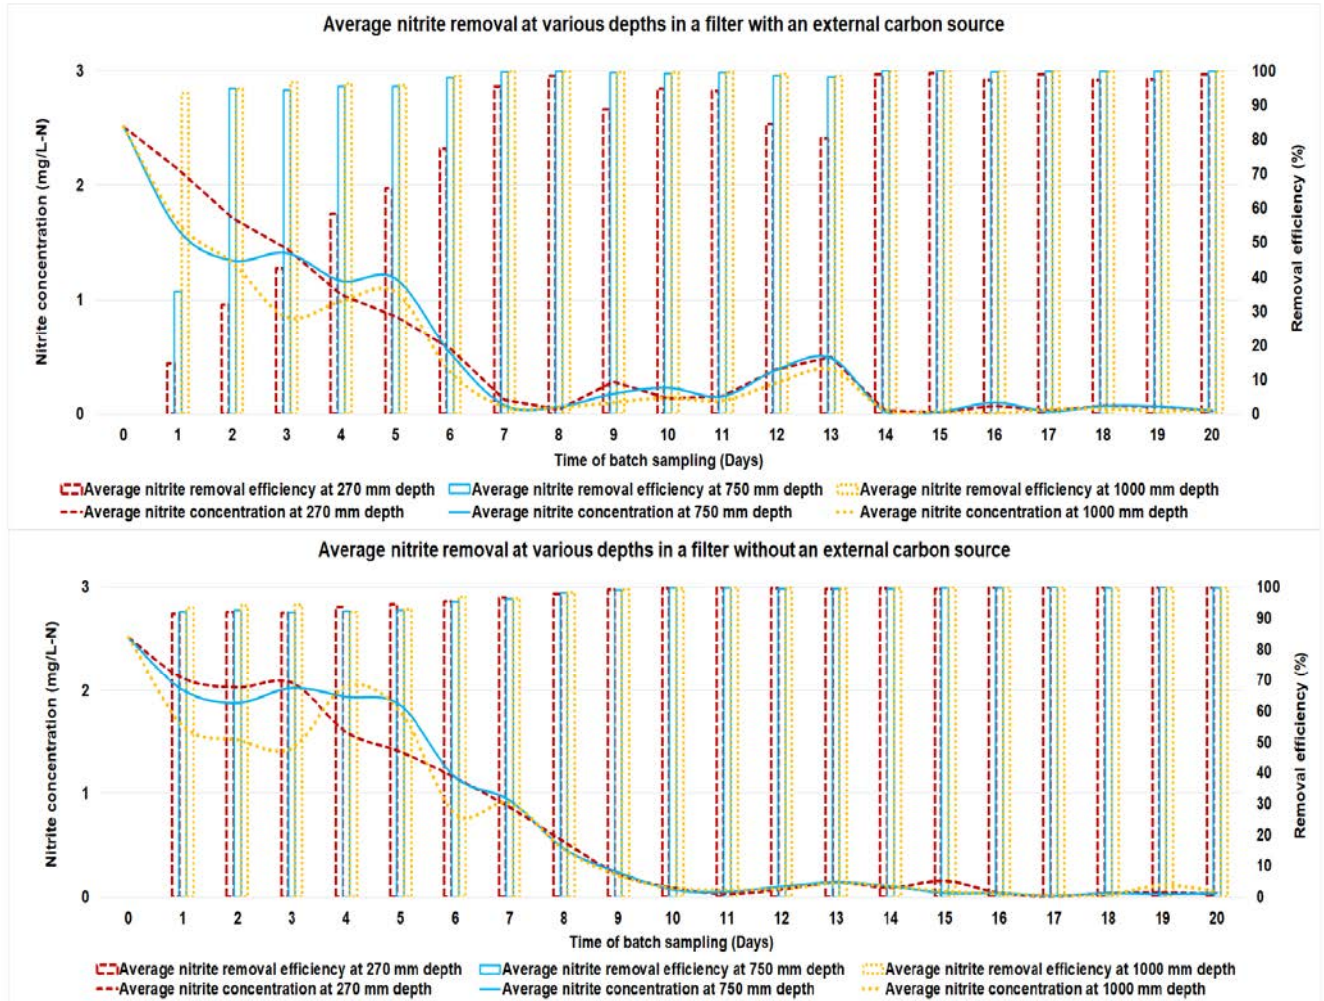 Average nitrite removal at various depths in a filter with an external carbon source
Nitrite concentration (mg/L-N)
3
2
1
0
100
90
80
70
60
50
40
30
20
10
0
Removal efficiency (%)
0 1 2 3 4 5 6 7 8 9 10 11 12 13 14 15 16 17 18 19 20
Time of batch sampling (Days)
Average nitrite removal efficiency at 270 mm depth Average nitrite removal efficiency at 750 mm depth Average nitrite removal efficiency at 1000 mm depth
Average nitrite concentration at 270 mm depth Average nitrite concentration at 750 mm depth Average nitrite concentration at 1000 mm depth
Average nitrite removal at various depths in a filter without an external carbon source
Nitrite concentration (mg/L-N)
3
2
1
0
100
90
80
70
60
50
40
30
20
10
0
Removal efficiency (%)
0 1 2 3 4 5 6 7 8 9 10 11 12 13 14 15 16 17 18 19 20
Time of batch sampling (Days)
Average nitrite removal efficiency at 270 mm depth Average nitrite removal efficiency at 750 mm depth Average nitrite removal efficiency at 1000 mm depth
Average nitrite concentration at 270 mm depth Average nitrite concentration at 750 mm depth Average nitrite concentration at 1000 mm depth